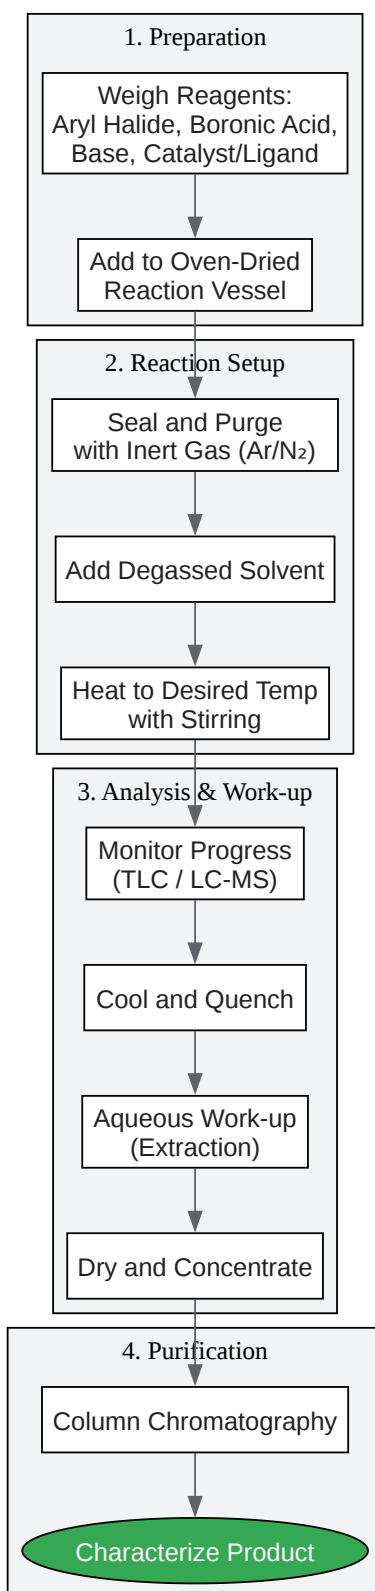 1. Preparation
Weigh Reagents:
Aryl Halide, Boronic Acid,
Base, Catalyst/Ligand
Add to Oven-Dried
Reaction Vessel
2. Reaction Setup
Seal and Purge
with Inert Gas (Ar/N₂)
Add Degassed Solvent
Heat to Desired Temp
with Stirring
3. Analysis & Work-up
Monitor Progress
(TLC / LC-MS)
Cool and Quench
Aqueous Work-up
(Extraction)
Dry and Concentrate
4. Purification
Column Chromatography
Characterize Product